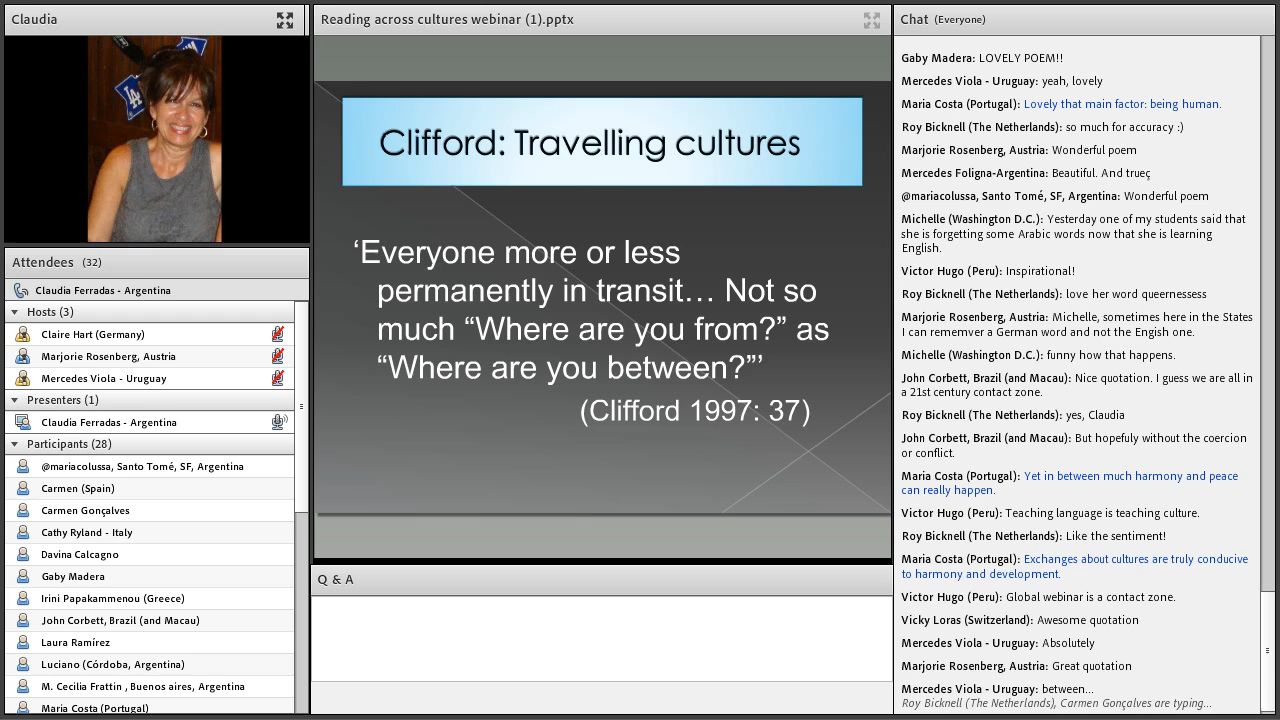 Claudia
LA
Attendees (32)
Claudia Ferradas - Argentina
Hosts (3)
Claire Hart (Germany)
Marjorie Rosenberg, Austria
Mercedes Viola - Uruguay
Presenters (1)
Claudia Ferradas - Argentina
Participants (28)
@mariacolussa, Santo Tomé, SF, Argentina
Carmen (Spain)
Carmen Gonçalves
Cathy Ryland - Italy
Davina Calcagno
Gaby Madera
Irini Papakammenou (Greece)
John Corbett, Brazil (and Macau)
Laura Ramírez
Luciano (Córdoba, Argentina)
M. Cecilia Frattin , Buenos aires, Argentina
Maria Costa (Portugal)
Reading across cultures webinar (1).pptx
Clifford: Travelling cultures
‘Everyone more or less
permanently in transit… Not so
much “Where are you from?” as
“Where are you between?”’
(Clifford 1997: 37)
Q & A
Chat (Everyone)
Gaby Madera: LOVELY POEM!!
Mercedes Viola - Uruguay: yeah, lovely
Maria Costa (Portugal): Lovely that main factor: being human.
Roy Bicknell (The Netherlands): so much for accuracy :)
Marjorie Rosenberg, Austria: Wonderful poem
Mercedes Foligna-Argentina: Beautiful. And trueç
@mariacolussa, Santo Tomé, SF, Argentina: Wonderful poem
Michelle (Washington D.C.): Yesterday one of my students said that
she is forgetting some Arabic words now that she is learning
English.
Victor Hugo (Peru): Inspirational!
Roy Bicknell (The Netherlands): love her word queernessess
Marjorie Rosenberg, Austria: Michelle, sometimes here in the States
I can rememver a German word and not the Engish one.
Michelle (Washington D.C.): funny how that happens.
John Corbett, Brazil (and Macau): Nice quotation. I guess we are all in
a 21st century contact zone.
Roy Bicknell (The Netherlands): yes, Claudia
John Corbett, Brazil (and Macau): But hopefuly without the coercion
or conflict.
Maria Costa (Portugal): Yet in between much harmony and peace
can really happen.
Victor Hugo (Peru): Teaching language is teaching culture.
Roy Bicknell (The Netherlands): Like the sentiment!
Maria Costa (Portugal): Exchanges about cultures are truly conducive
to harmony and development.
Victor Hugo (Peru): Global webinar is a contact zone.
Vicky Loras (Switzerland): Awesome quotation
Mercedes Viola - Uruguay: Absolutely
Marjorie Rosenberg, Austria: Great quotation
Mercedes Viola - Uruguay: between...
Roy Bicknell (The Netherlands), Carmen Gonçalves are typing...